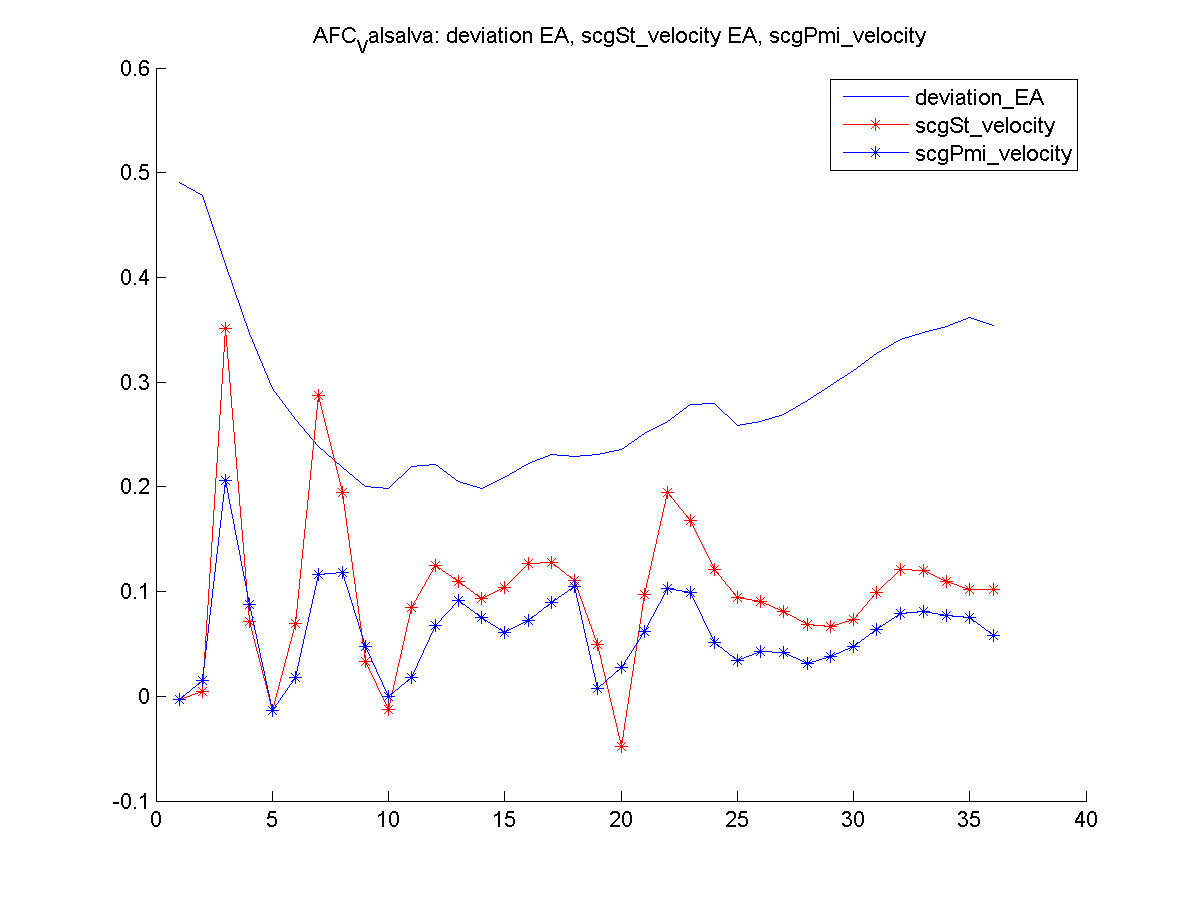 AFC_Valsalva: deviation EA, scgSt_velocity EA, scgPmi_velocity
0.6
deviation_EA
scgSt_velocity
scgPmi_velocity
0.5
0.4
0.3
0.2
0.1
0
-0.1
0 5 10 15 20 25 30 35 40